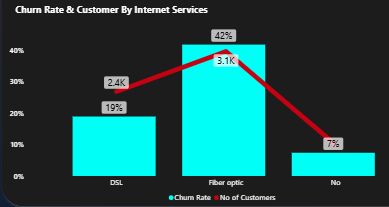 Churn Rate & Customer By Internet Services
42%
40%
3.1K
2.4K
30%
19%
20%
10%
7%
0%
DSL
Fiber optic
No
Churn Rate No of Customers